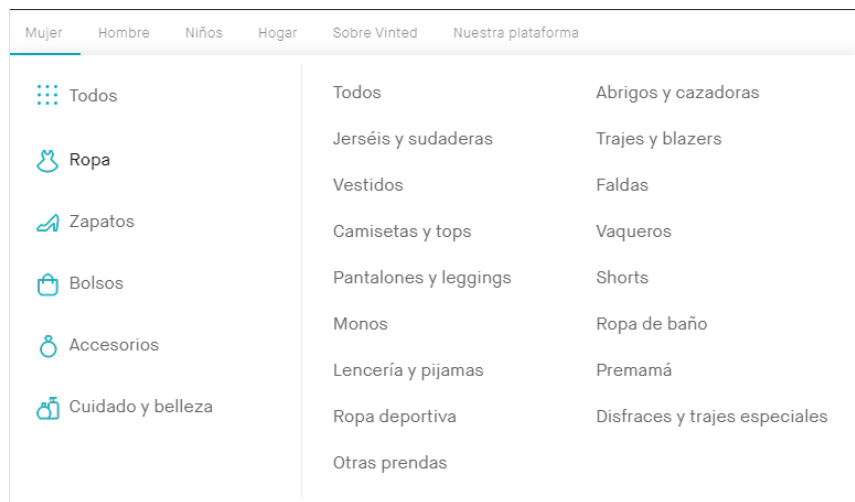 Mujer Hombre Niños Hogar Sobre Vinted Nuestra plataforma
Todos
Ropa
Zapatos
Bolsos
Accesorios
Cuidado y belleza
Todos
Jerséis y sudaderas
Vestidos
Camisetas y tops
Pantalones y leggings
Monos
Lencería y pijamas
Ropa deportiva
Otras prendas
Abrigos y cazadoras
Trajes y blazers
Faldas
Vaqueros
Shorts
Ropa de baño
Premamá
Disfraces y trajes especiales